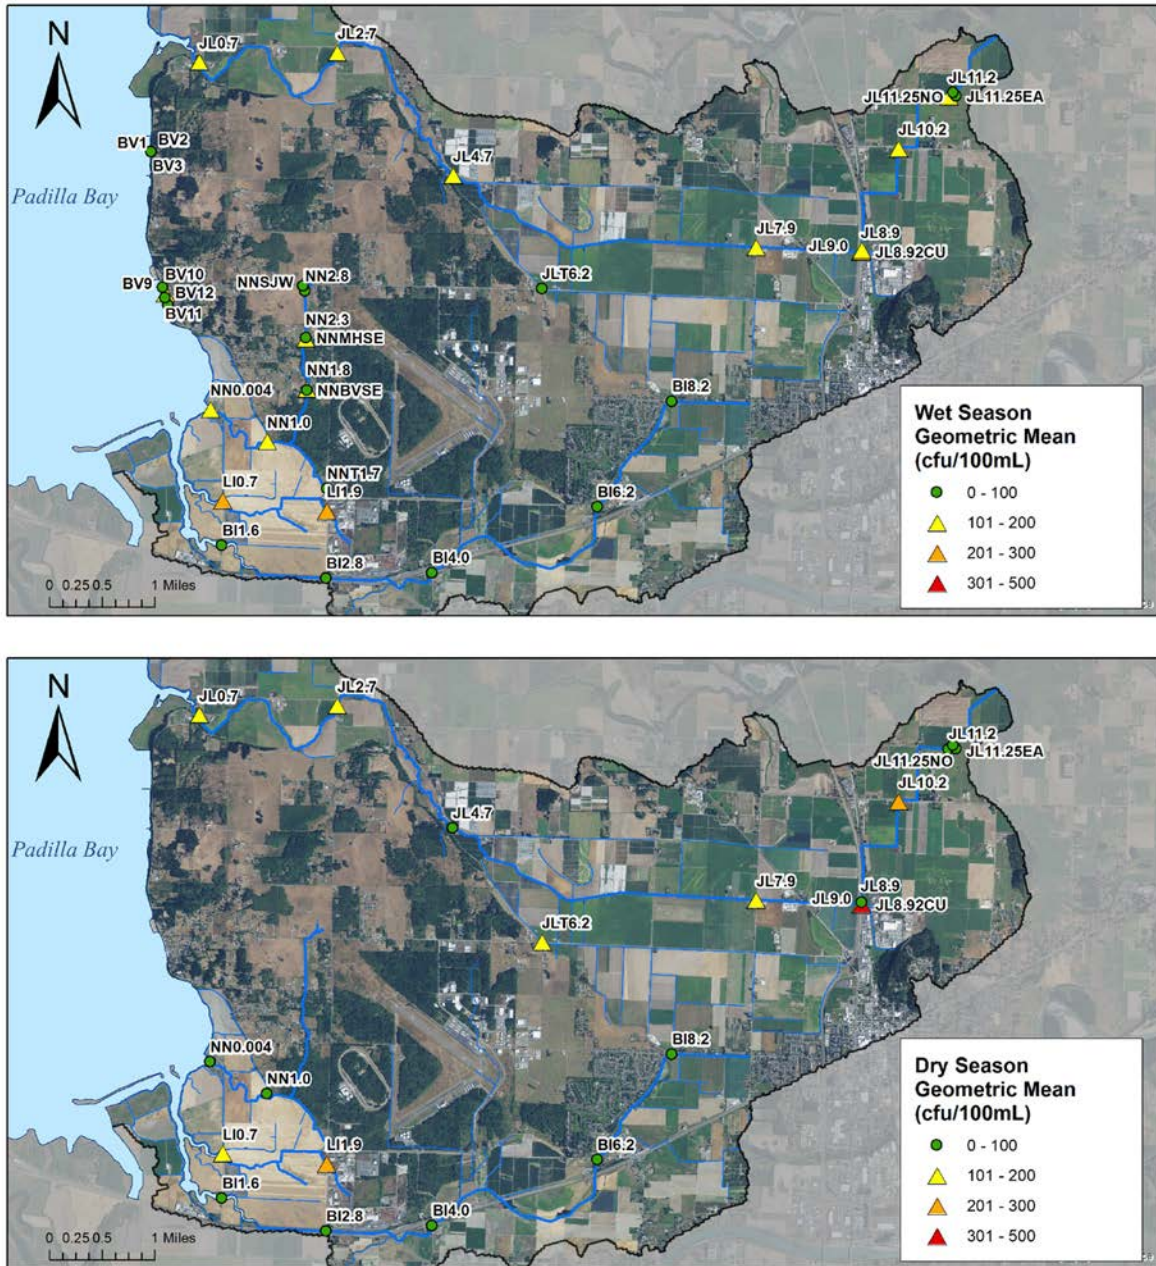 N
JL0.7
JL2.7
JL11.2
JL11.25NO
JL11.25EA
JL10.2
BV1
BV2
BV3
JL4.7
Padilla Bay
JL7.9
JL9.0
JL8.9
JL8.92CU
BV10
BV9
BV12
BV11
NNSJW
NN2.8
JLT6.2
NN2.3
NNMHSE
NN1.8
NNBVSE
BI8.2
NN0.004
NN1.0
NNT1.7
LI0.7
LI1.9
BI6.2
BI1.6
BI2.8
BI4.0
0 0.25 0.5 1 Miles
Wet Season
Geometric Mean
(cfu/100mL)
0 - 100
101 - 200
201 - 300
301 - 500
N
JL0.7
JL2.7
JL11.2
JL11.25NO
JL11.25EA
JL10.2
JL4.7
Padilla Bay
JL7.9
JL9.0
JL8.9
JL8.92CU
JLT6.2
BI8.2
NN0.004
NN1.0
LI0.7
LI1.9
BI6.2
BI1.6
BI2.8
BI4.0
0 0.25 0.5 1 Miles
Dry Season
Geometric Mean
(cfu/100mL)
0 - 100
101 - 200
201 - 300
301 - 500